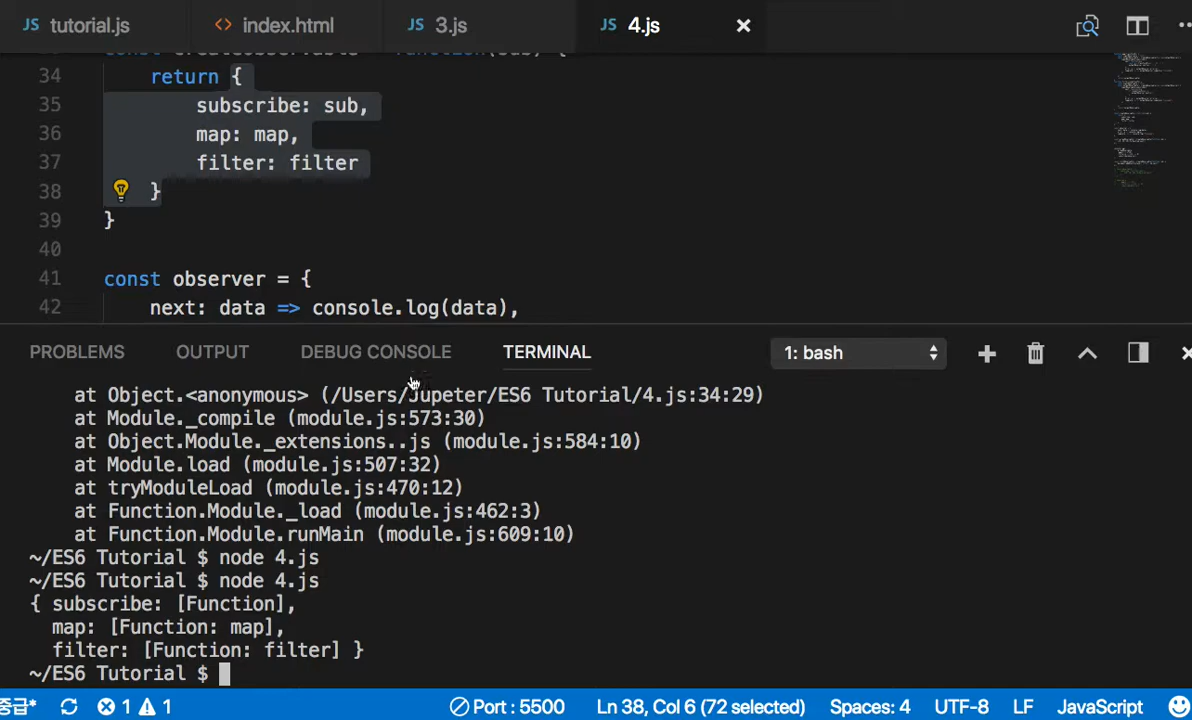 JS tutorial.js <> index.html JS 3.js JS 4.js
34 return {
35 subscribe: sub,
36 map: map,
37 filter: filter
38 }
39 }
40
41 const observer = {
42 next: data => console.log(data),
PROBLEMS OUTPUT DEBUG CONSOLE TERMINAL 1: bash
at Object.<anonymous> (/Users/Jupeter/ES6 Tutorial/4.js:34:29)
at Module._compile (module.js:573:30)
at Object.Module._extensions..js (module.js:584:10)
at Module.load (module.js:507:32)
at tryModuleLoad (module.js:470:12)
at Function.Module._load (module.js:462:3)
at Function.Module.runMain (module.js:609:10)
~/ES6 Tutorial $ node 4.js
~/ES6 Tutorial $ node 4.js
{ subscribe: [Function],
map: [Function: map],
filter: [Function: filter] }
~/ES6 Tutorial $
중급* 1 1 Port : 5500 Ln 38, Col 6 (72 selected) Spaces: 4 UTF-8 LF JavaScript